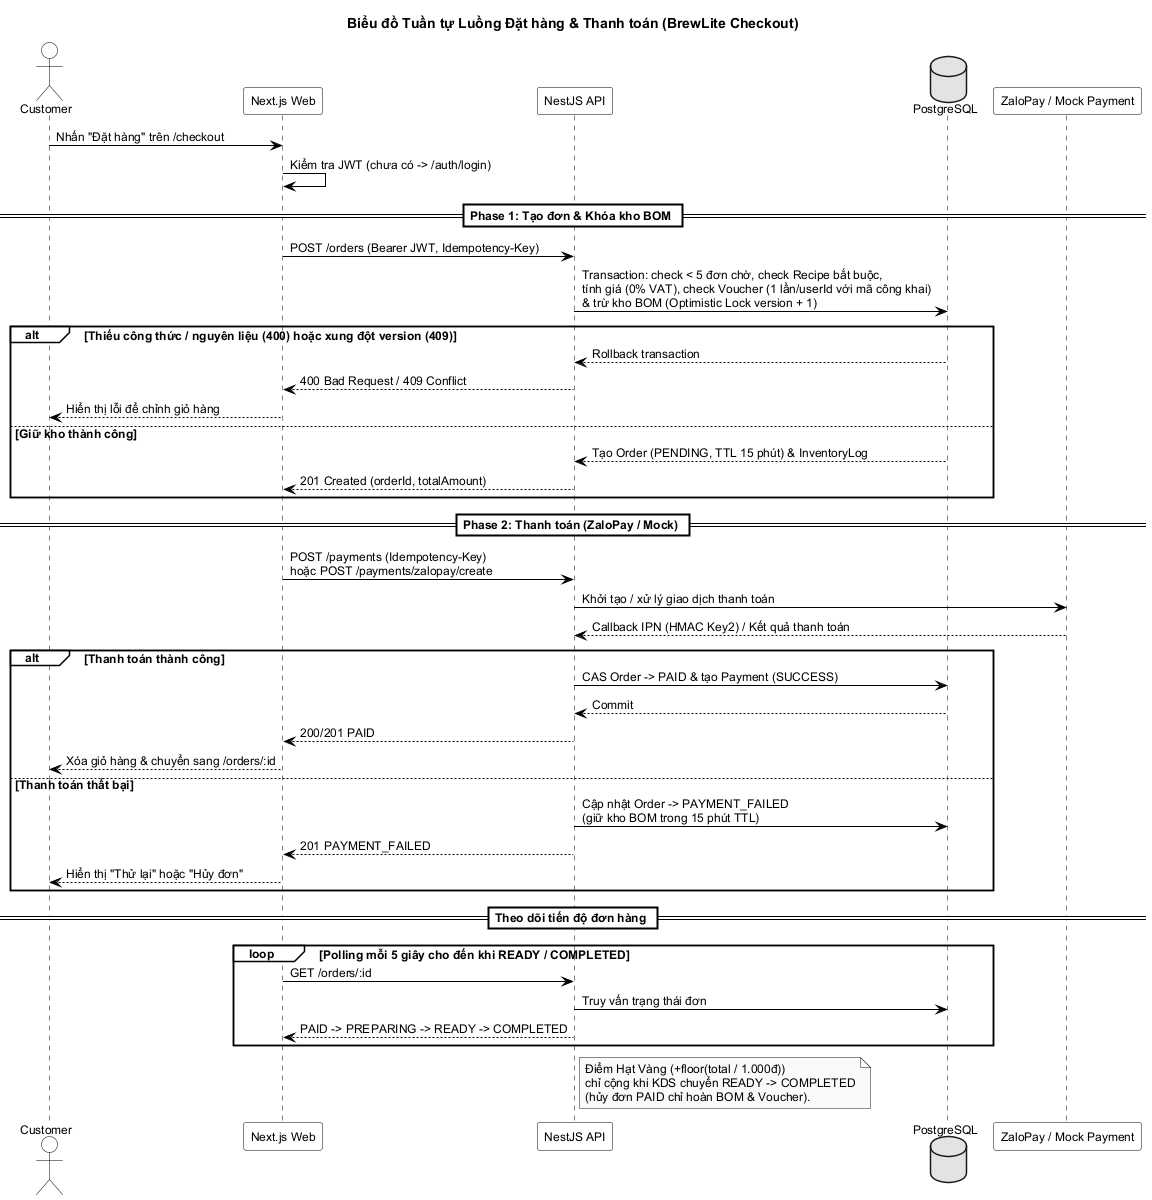 Biểu đồ Tuần tự Luồng Đặt hàng & Thanh toán (BrewLite Checkout)
Customer
Next.js Web
NestJS API
PostgreSQL
ZaloPay / Mock Payment
Nhấn "Đặt hàng" trên /checkout
Kiểm tra JWT (chưa có -> /auth/login)
Phase 1: Tạo đơn & Khóa kho BOM
POST /orders (Bearer JWT, Idempotency-Key)
Transaction: check < 5 đơn chờ, check Recipe bắt buộc,
tính giá (0% VAT), check Voucher (1 lần/userId với mã công khai)
& trừ kho BOM (Optimistic Lock version + 1)
alt
[Thiếu công thức / nguyên liệu (400) hoặc xung đột version (409)]
Rollback transaction
400 Bad Request / 409 Conflict
Hiển thị lỗi để chỉnh giỏ hàng
[Giữ kho thành công]
Tạo Order (PENDING, TTL 15 phút) & InventoryLog
201 Created (orderId, totalAmount)
Phase 2: Thanh toán (ZaloPay / Mock)
POST /payments (Idempotency-Key)
hoặc POST /payments/zalopay/create
Khởi tạo / xử lý giao dịch thanh toán
Callback IPN (HMAC Key2) / Kết quả thanh toán
alt
[Thanh toán thành công]
CAS Order -> PAID & tạo Payment (SUCCESS)
Commit
200/201 PAID
Xóa giỏ hàng & chuyển sang /orders/:id
[Thanh toán thất bại]
Cập nhật Order -> PAYMENT_FAILED
(giữ kho BOM trong 15 phút TTL)
201 PAYMENT_FAILED
Hiển thị "Thử lại" hoặc "Hủy đơn"
Theo dõi tiến độ đơn hàng
loop
[Polling mỗi 5 giây cho đến khi READY / COMPLETED]
GET /orders/:id
Truy vấn trạng thái đơn
PAID -> PREPARING -> READY -> COMPLETED
Điểm Hạt Vàng (+floor(total / 1.000đ))
chỉ cộng khi KDS chuyển READY -> COMPLETED
(hủy đơn PAID chỉ hoàn BOM & Voucher).
Customer
Next.js Web
NestJS API
PostgreSQL
ZaloPay / Mock Payment